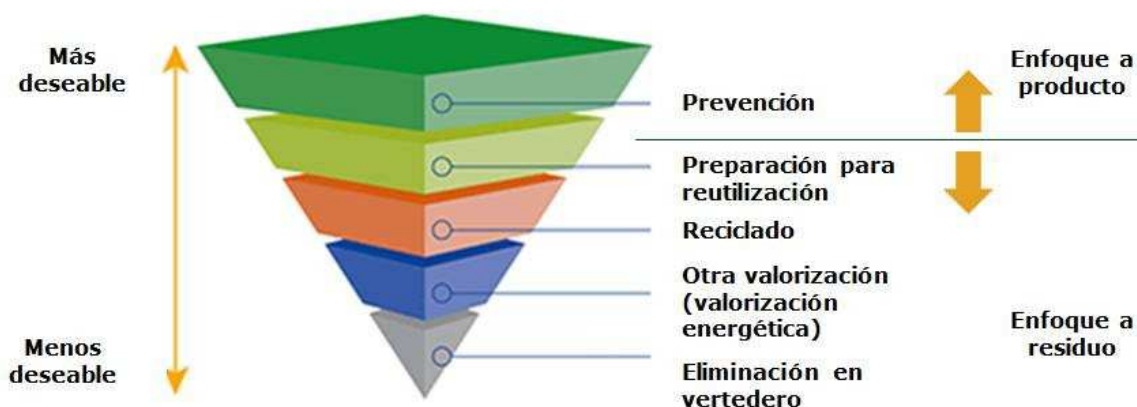 Más
deseable
Prevención
Enfoque a
producto
Preparación para
reutilización
Reciclado
Otra valorización
(valorización
energética)
Menos
deseable
Enfoque a
residuo
Eliminación en
vertedero